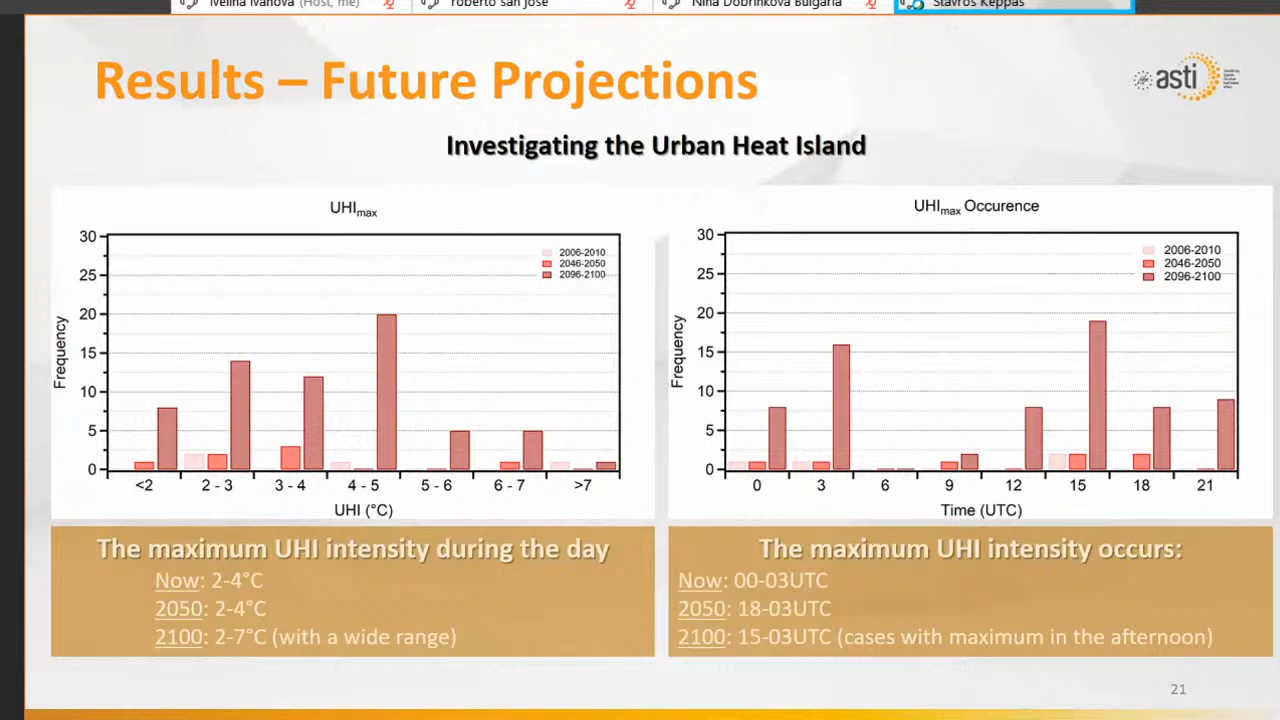 Ivelina Ivanova (Host, me)
roberto san jose
Nina Dobrinkova Bulgaria
Stavros Keppas
Results – Future Projections
asti
Investigating the Urban Heat Island
UHImax
30
25
20
15
10
5
0
Frequency
2006-2010
2046-2050
2096-2100
<2 2 - 3 3 - 4 4 - 5 5 - 6 6 - 7 >7
UHI (°C)
UHImax Occurence
30
25
20
15
10
5
0
Frequency
2006-2010
2046-2050
2096-2100
0 3 6 9 12 15 18 21
Time (UTC)
The maximum UHI intensity during the day
Now: 2-4°C
2050: 2-4°C
2100: 2-7°C (with a wide range)
The maximum UHI intensity occurs:
Now: 00-03UTC
2050: 18-03UTC
2100: 15-03UTC (cases with maximum in the afternoon)
21